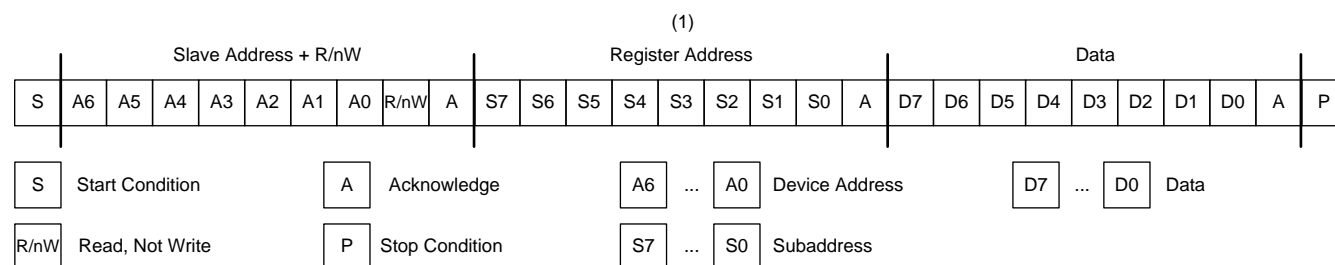 (1)
Slave Address + R/nW Register Address Data
S A6 A5 A4 A3 A2 A1 A0 R/nW A S7 S6 S5 S4 S3 S2 S1 S0 A D7 D6 D5 D4 D3 D2 D1 D0 A P
S Start Condition A Acknowledge A6 ... A0 Device Address D7 ... D0 Data
R/nW Read, Not Write P Stop Condition S7 ... S0 Subaddress